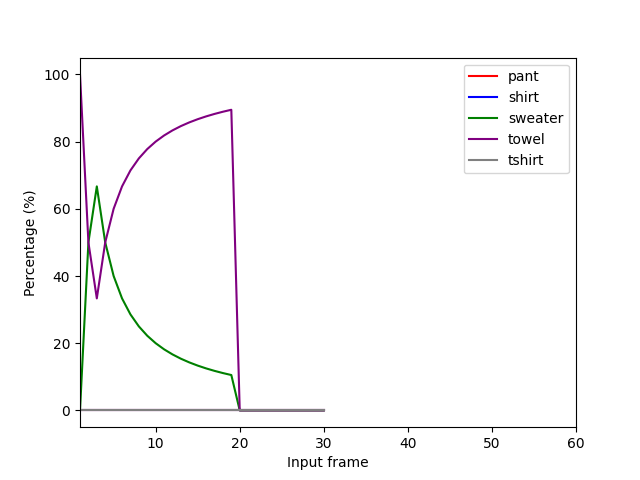 pant
shirt
sweater
towel
tshirt
100
80
60
40
20
0
Percentage (%)
10 20 30 40 50 60
Input frame